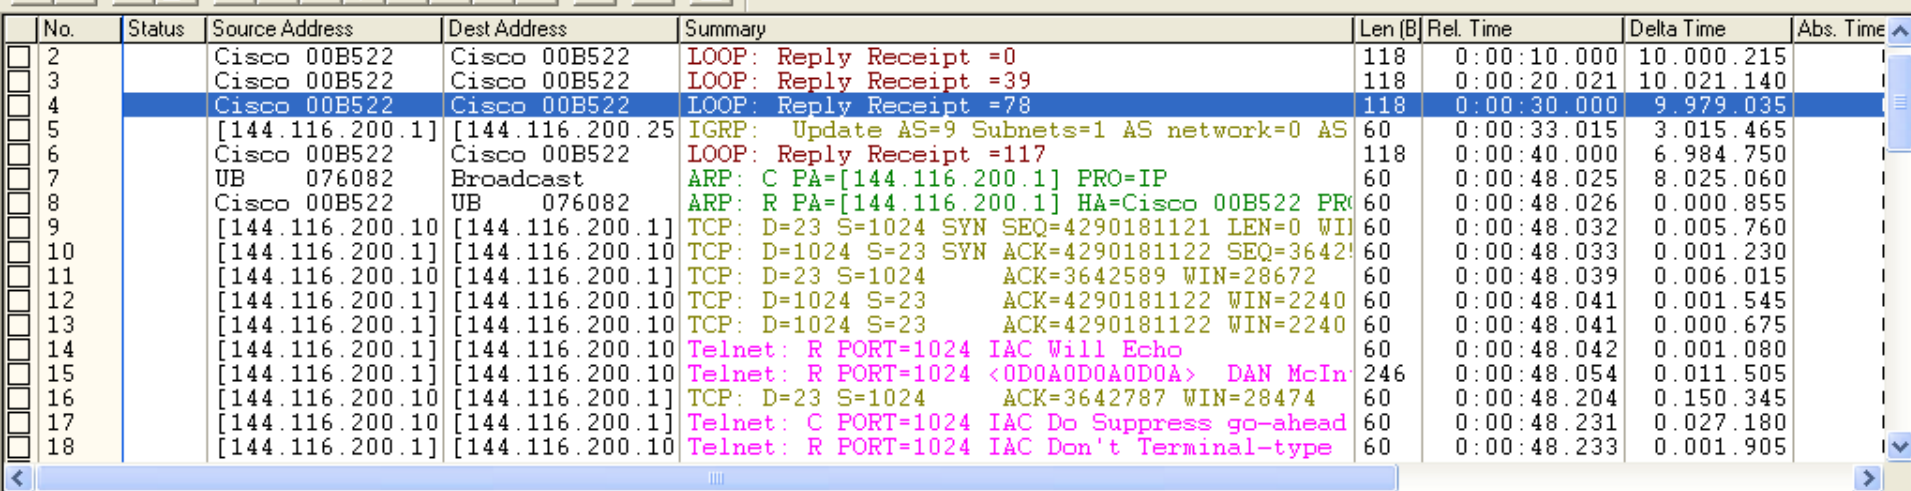 No. Status Source Address Dest Address Summary Len (B Rel. Time Delta Time Abs. Time
2 Cisco 00B522 Cisco 00B522 LOOP: Reply Receipt =0 118 0:00:10.000 10.000.215
3 Cisco 00B522 Cisco 00B522 LOOP: Reply Receipt =39 118 0:00:20.021 10.021.140
4 Cisco 00B522 Cisco 00B522 LOOP: Reply Receipt =78 118 0:00:30.000 9.979.035
5 [144.116.200.1] [144.116.200.25 IGRP: Update AS=9 Subnets=1 AS network=0 AS 60 0:00:33.015 3.015.465
6 Cisco 00B522 Cisco 00B522 LOOP: Reply Receipt =117 118 0:00:40.000 6.984.750
7 UB 076082 Broadcast ARP: C PA=[144.116.200.1] PRO=IP 60 0:00:48.025 8.025.060
8 Cisco 00B522 UB 076082 ARP: R PA=[144.116.200.1] HA=Cisco 00B522 PRO 60 0:00:48.026 0.000.855
9 [144.116.200.10 [144.116.200.1] TCP: D=23 S=1024 SYN SEQ=4290181121 LEN=0 WI 60 0:00:48.032 0.005.760
10 [144.116.200.1] [144.116.200.10 TCP: D=1024 S=23 SYN ACK=4290181122 SEQ=3642 60 0:00:48.033 0.001.230
11 [144.116.200.10 [144.116.200.1] TCP: D=23 S=1024 ACK=3642589 WIN=28672 60 0:00:48.039 0.006.015
12 [144.116.200.1] [144.116.200.10 TCP: D=1024 S=23 ACK=4290181122 WIN=2240 60 0:00:48.041 0.001.545
13 [144.116.200.1] [144.116.200.10 TCP: D=1024 S=23 ACK=4290181122 WIN=2240 60 0:00:48.041 0.000.675
14 [144.116.200.1] [144.116.200.10 Telnet: R PORT=1024 IAC Will Echo 60 0:00:48.042 0.001.080
15 [144.116.200.1] [144.116.200.10 Telnet: R PORT=1024 <0D0A0D0A0D0A> DAN McIn 246 0:00:48.054 0.011.505
16 [144.116.200.10 [144.116.200.1] TCP: D=23 S=1024 ACK=3642787 WIN=28474 60 0:00:48.204 0.150.345
17 [144.116.200.10 [144.116.200.1] Telnet: C PORT=1024 IAC Do Suppress go-ahead 60 0:00:48.231 0.027.180
18 [144.116.200.1] [144.116.200.10 Telnet: R PORT=1024 IAC Don't Terminal-type 60 0:00:48.233 0.001.905